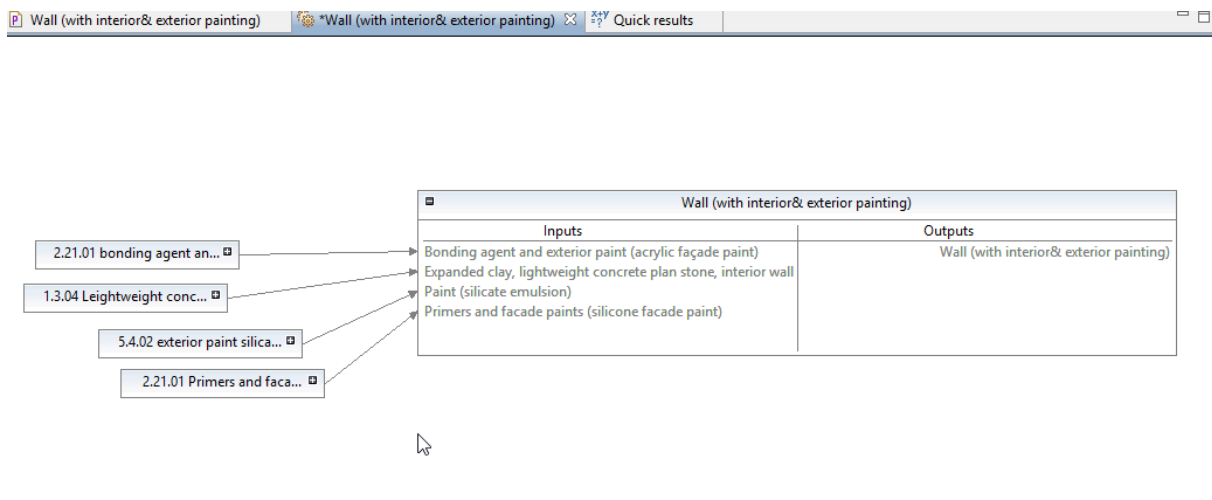 Wall (with interior& exterior painting)
*Wall (with interior& exterior painting)
x+y =? Quick results
Wall (with interior& exterior painting)
Inputs
Outputs
2.21.01 bonding agent an...
Bonding agent and exterior paint (acrylic façade paint)
Wall (with interior& exterior painting)
Expanded clay, lightweight concrete plan stone, interior wall
1.3.04 Leightweight conc...
Paint (silicate emulsion)
Primers and facade paints (silicone facade paint)
5.4.02 exterior paint silica...
2.21.01 Primers and faca...